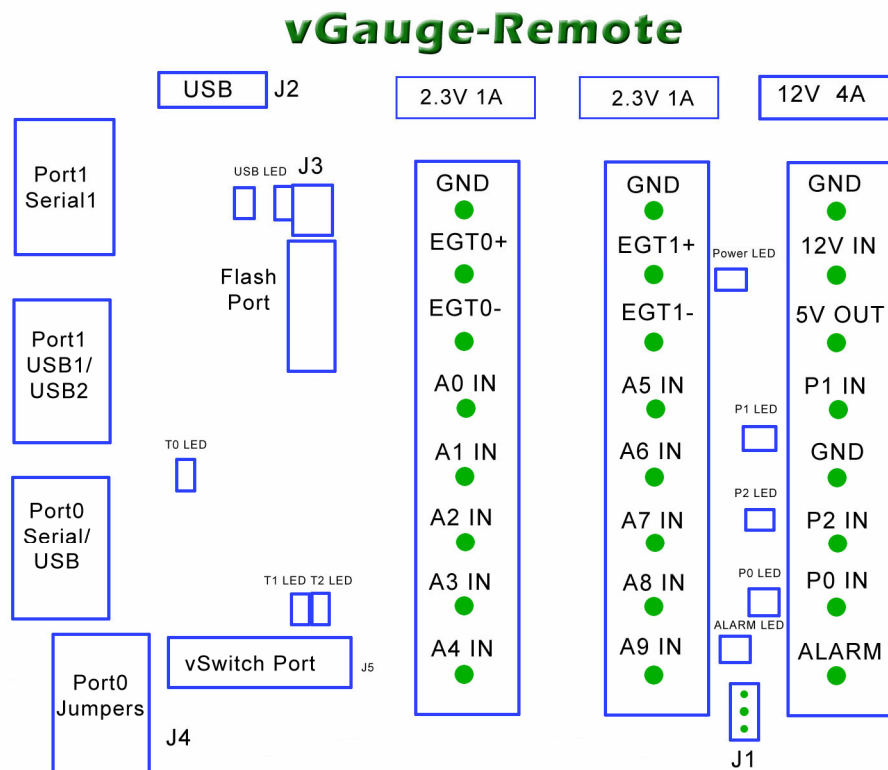 vGauge-Remote
USB
J2
2.3V 1A
2.3V 1A
12V 4A
Port1
Serial1
USB LED
J3
Flash
Port
Port1
USB1/
USB2
T0 LED
Port0
Serial/
USB
T1 LED
T2 LED
vSwitch Port
J5
Port0
Jumpers
J4
GND
EGT0+
EGT0-
A0 IN
A1 IN
A2 IN
A3 IN
A4 IN
GND
EGT1+
EGT1-
A5 IN
A6 IN
A7 IN
A8 IN
A9 IN
Power LED
P1 LED
P2 LED
P0 LED
ALARM LED
J1
GND
12V IN
5V OUT
P1 IN
GND
P2 IN
P0 IN
ALARM